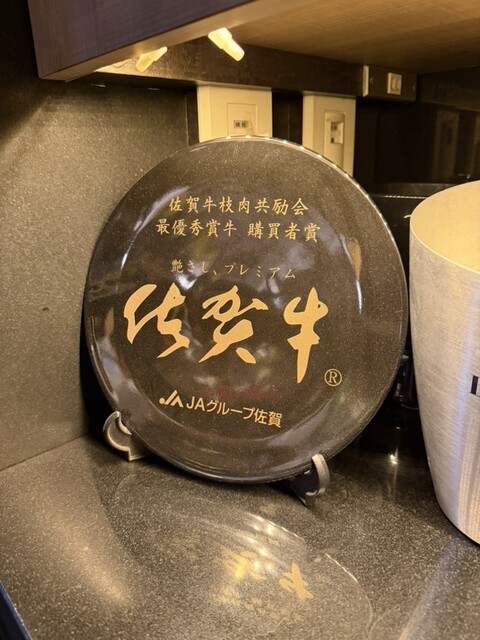 佐賀牛枝肉共励会
最優秀賞牛 購買者賞
艶さし、プレミアム
佐賀牛®
JA JAグループ佐賀